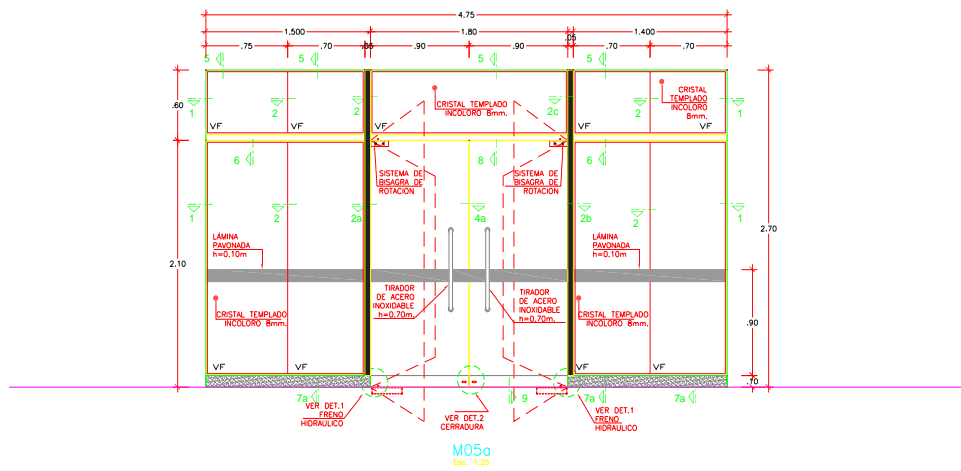 4.75
1.500
1.80
.05
1.400
.75
.70
.05
.90
.90
.70
.70
5
5
5
5
.60
1
2
2
CRISTAL TEMPLADO
INCOLORO 8mm.
2c
2
CRISTAL
TEMPLADO
INCOLORO
8mm.
1
VF
VF
VF
VF
VF
6
8
6
SISTEMA DE
BISAGRA DE
ROTACION
SISTEMA DE
BISAGRA DE
ROTACION
1
2
2a
4a
2b
2
1
2.70
LÁMINA
PAVONADA
h=0.10m
LÁMINA
PAVONADA
h=0.10m
2.10
TIRADOR
DE ACERO
INOXIDABLE
h=0.70m.
TIRADOR
DE ACERO
INOXIDABLE
h=0.70m.
CRISTAL TEMPLADO
INCOLORO 8mm.
CRISTAL TEMPLADO
INCOLORO 8mm.
.90
VF
VF
VF
VF
.70
7a
9
7a
7a
VER DET.1
FRENO
HIDRAULICO
VER DET.2
CERRADURA
VER DET.1
FRENO
HIDRAULICO
M05a